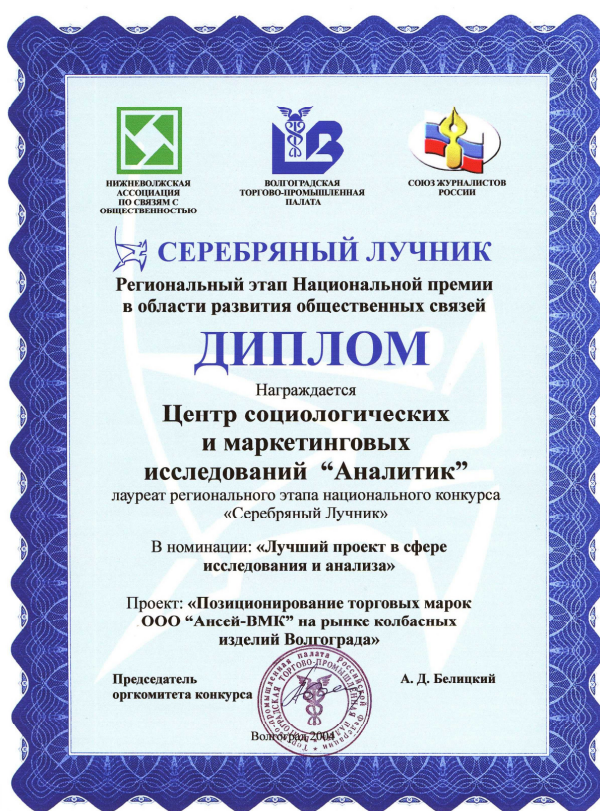 НИЖНЕВОЛЖСКАЯ
АССОЦИАЦИЯ
ПО СВЯЗЯМ С
ОБЩЕСТВЕННОСТЬЮ
ВОЛГОГРАДСКАЯ
ТОРГОВО-ПРОМЫШЛЕННАЯ
ПАЛАТА
СОЮЗ ЖУРНАЛИСТОВ
РОССИИ
СЕРЕБРЯНЫЙ ЛУЧНИК
Региональный этап Национальной премии
в области развития общественных связей
ДИПЛОМ
Награждается
Центр социологических
и маркетинговых
исследований “Аналитик”
лауреат регионального этапа национального конкурса
«Серебряный Лучник»
В номинации: «Лучший проект в сфере
исследования и анализа»
Проект: «Позиционирование торговых марок
ООО “Ансей-ВМК” на рынке колбасных
изделий Волгограда»
Председатель
оргкомитета конкурса
А. Д. Белицкий
Волгоград 2004